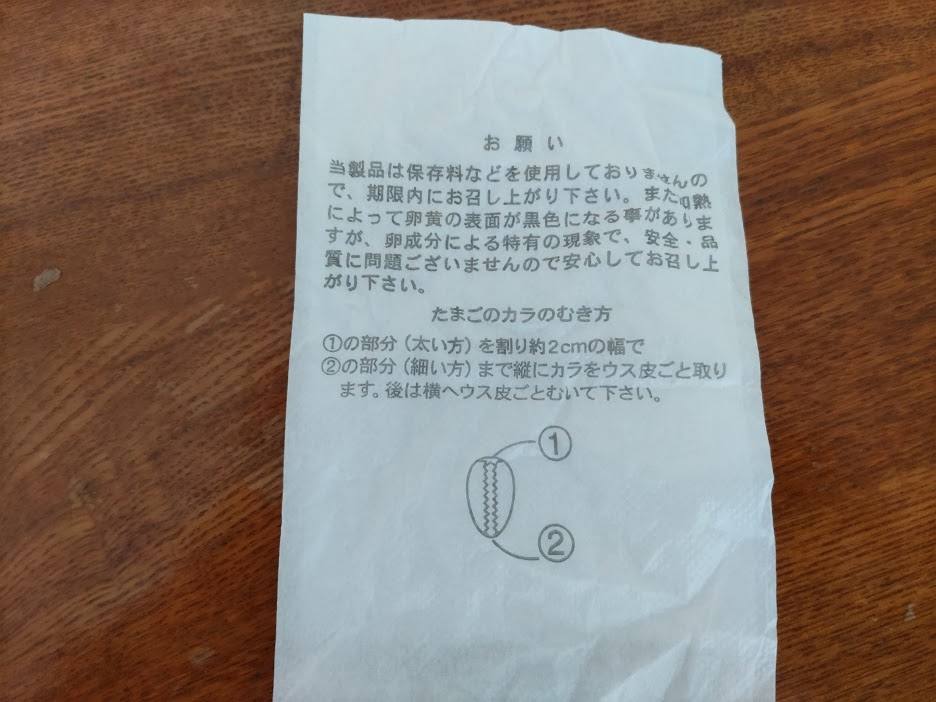 お願い
当製品は保存料などを使用しておりませんの
で、期限内にお召し上がり下さい。また加熱
によって卵黄の表面が黒色になる事がありま
すが、卵成分による特有の現象で、安全・品
質に問題ございませんので安心してお召し上
がり下さい。
たまごのカラのむき方
①の部分(太い方)を割り約2cmの幅で
②の部分(細い方)まで縦にカラをウス皮ごと取り
ます。後は横へウス皮ごとむいて下さい。
①
②